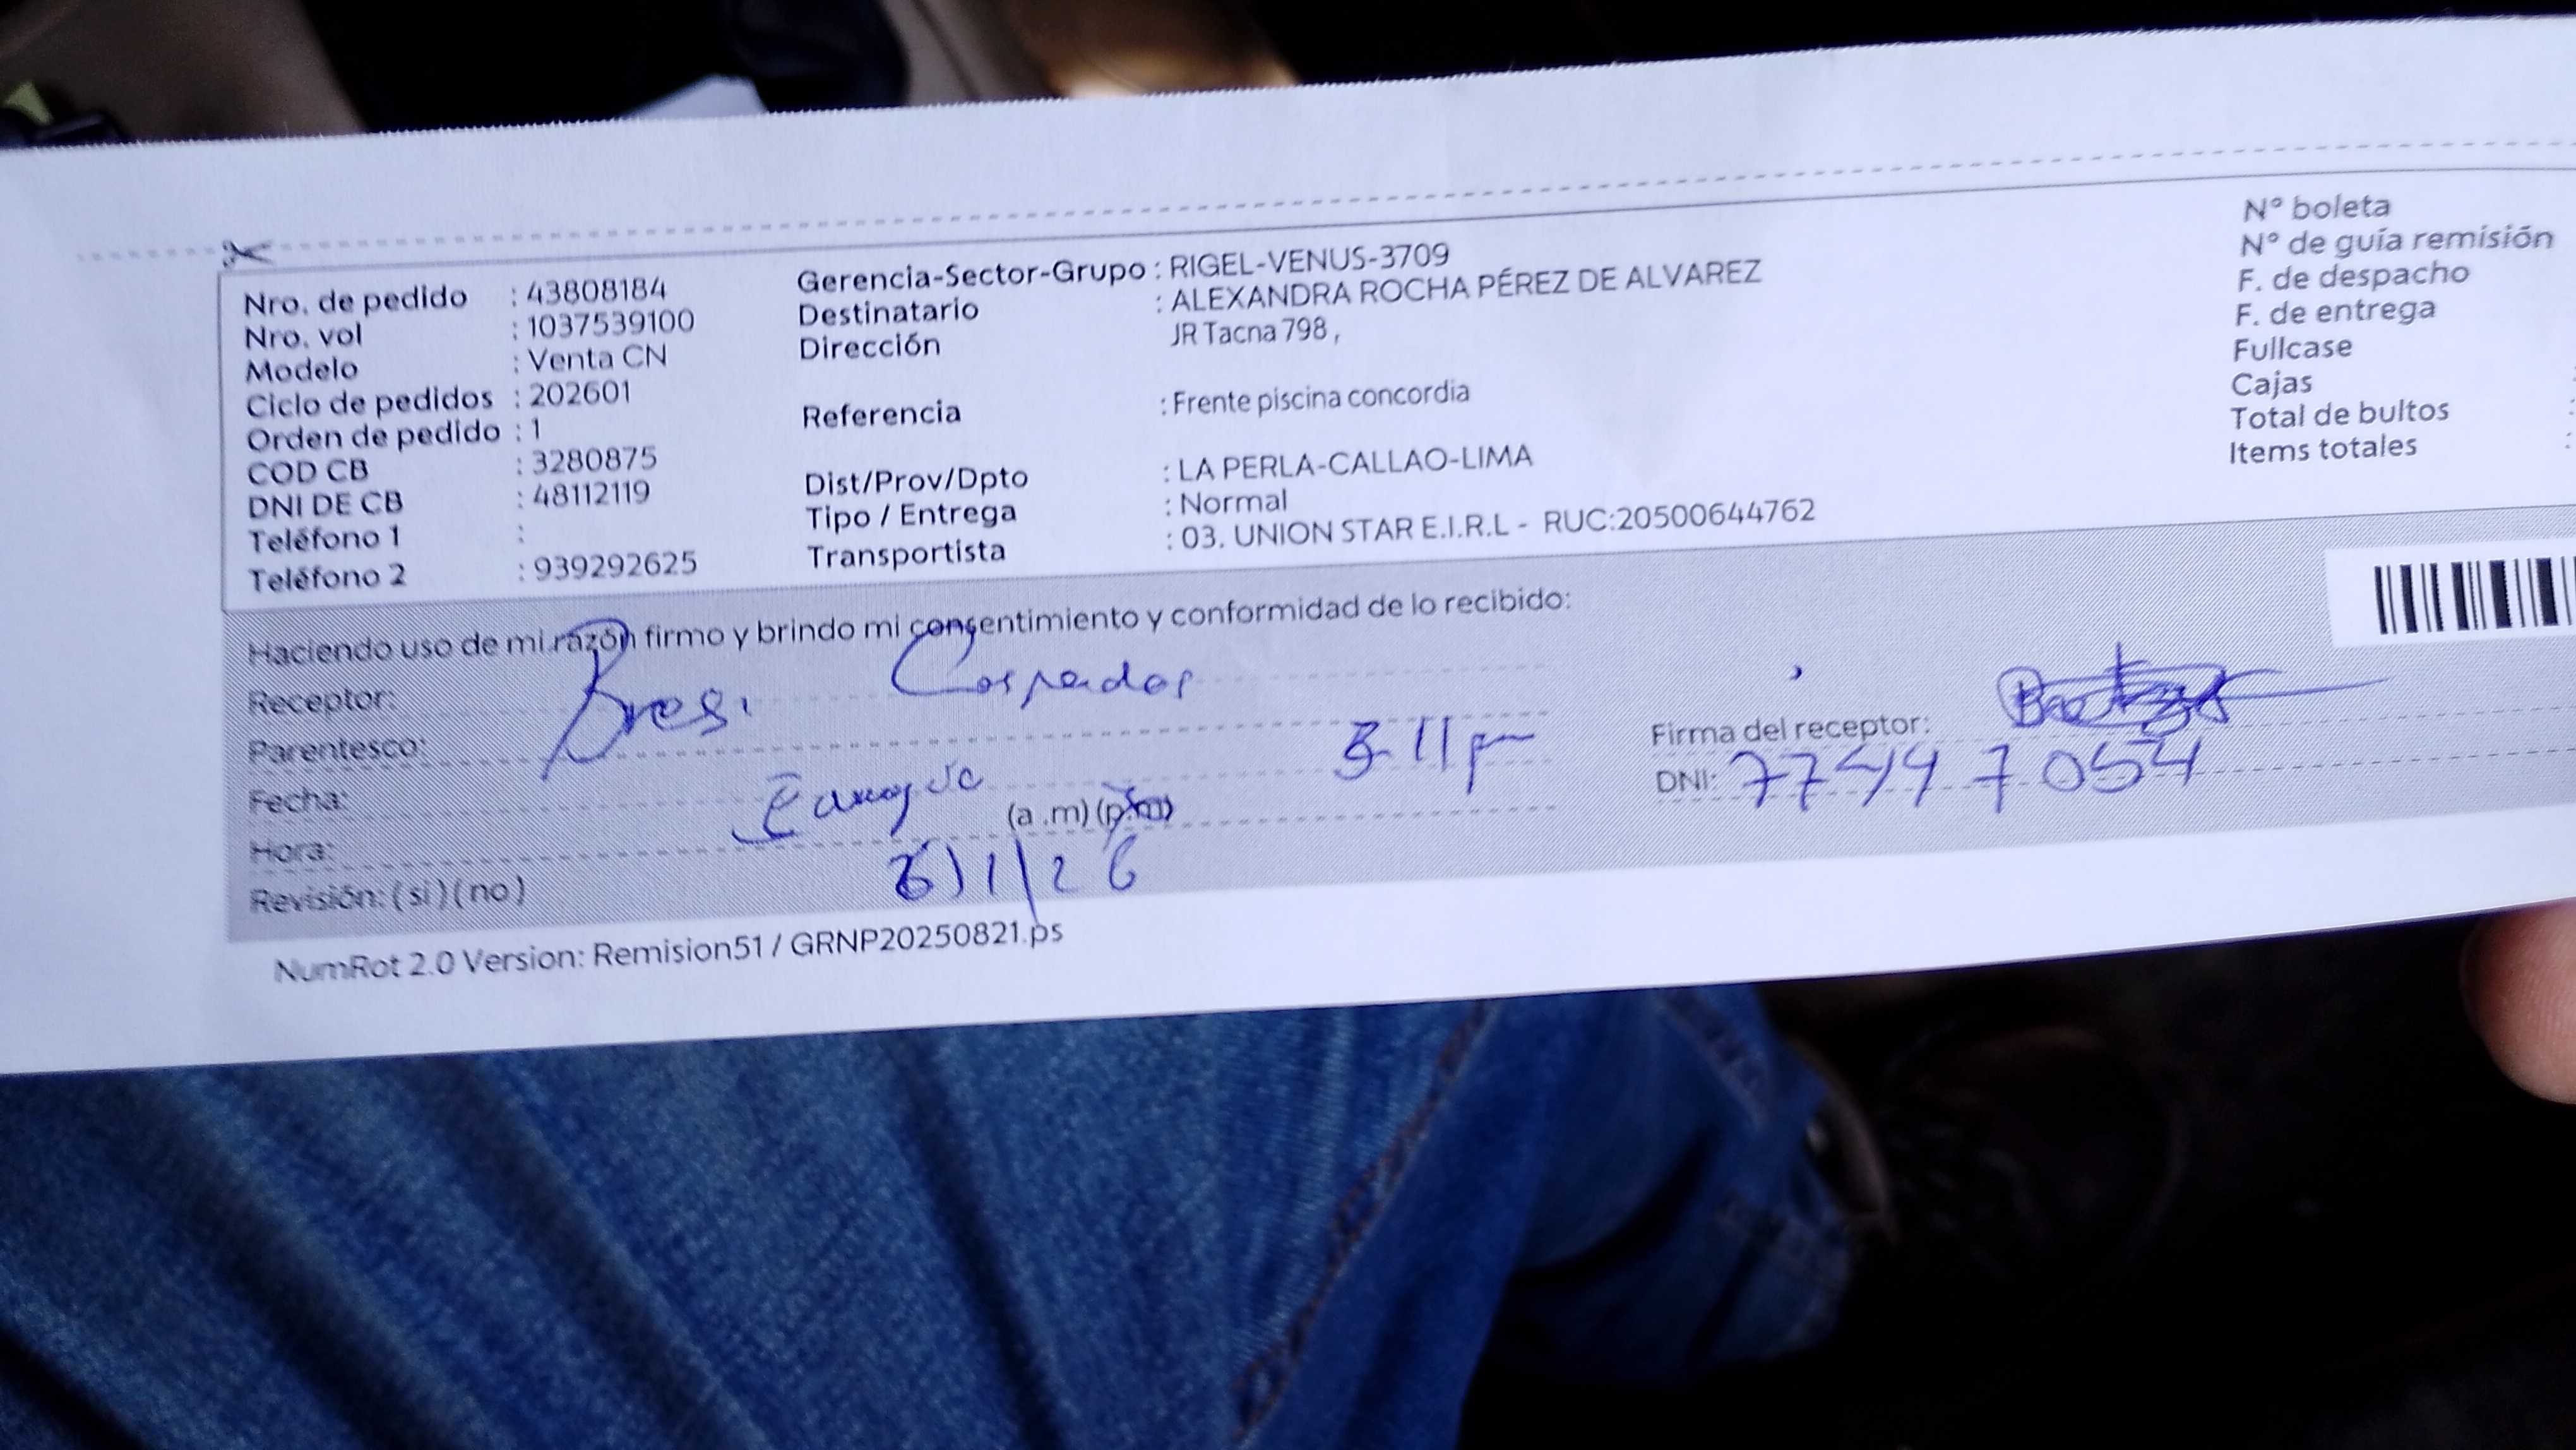 Nro. de pedido : 43808184
Nro. vol : 1037539100
Modelo : Venta CN
Ciclo de pedidos : 202601
Orden de pedido : 1
COD CB : 3280875
DNI DE CB : 48112119
Teléfono 1 :
Teléfono 2 : 939292625
Gerencia-Sector-Grupo : RIGEL-VENUS-3709
Destinatario : ALEXANDRA ROCHA PÉREZ DE ALVAREZ
Dirección JR Tacna 798 ,
Referencia : Frente piscina concordia
Dist/Prov/Dpto : LA PERLA-CALLAO-LIMA
Tipo / Entrega : Normal
Transportista : 03. UNION STAR E.I.R.L - RUC:20500644762
N° boleta
N° de guía remisión
F. de despacho
F. de entrega
Fullcase
Cajas
Total de bultos
Items totales
Haciendo uso de mi razón firmo y brindo mi consentimiento y conformidad de lo recibido:
Receptor:
Parentesco:
Fecha:
Hora: (a .m) (p.m)
Revisión: ( si ) ( no ) 6/1/26
Firma del receptor:
DNI:
NumRot 2.0 Version: Remision51 / GRNP20250821.ps